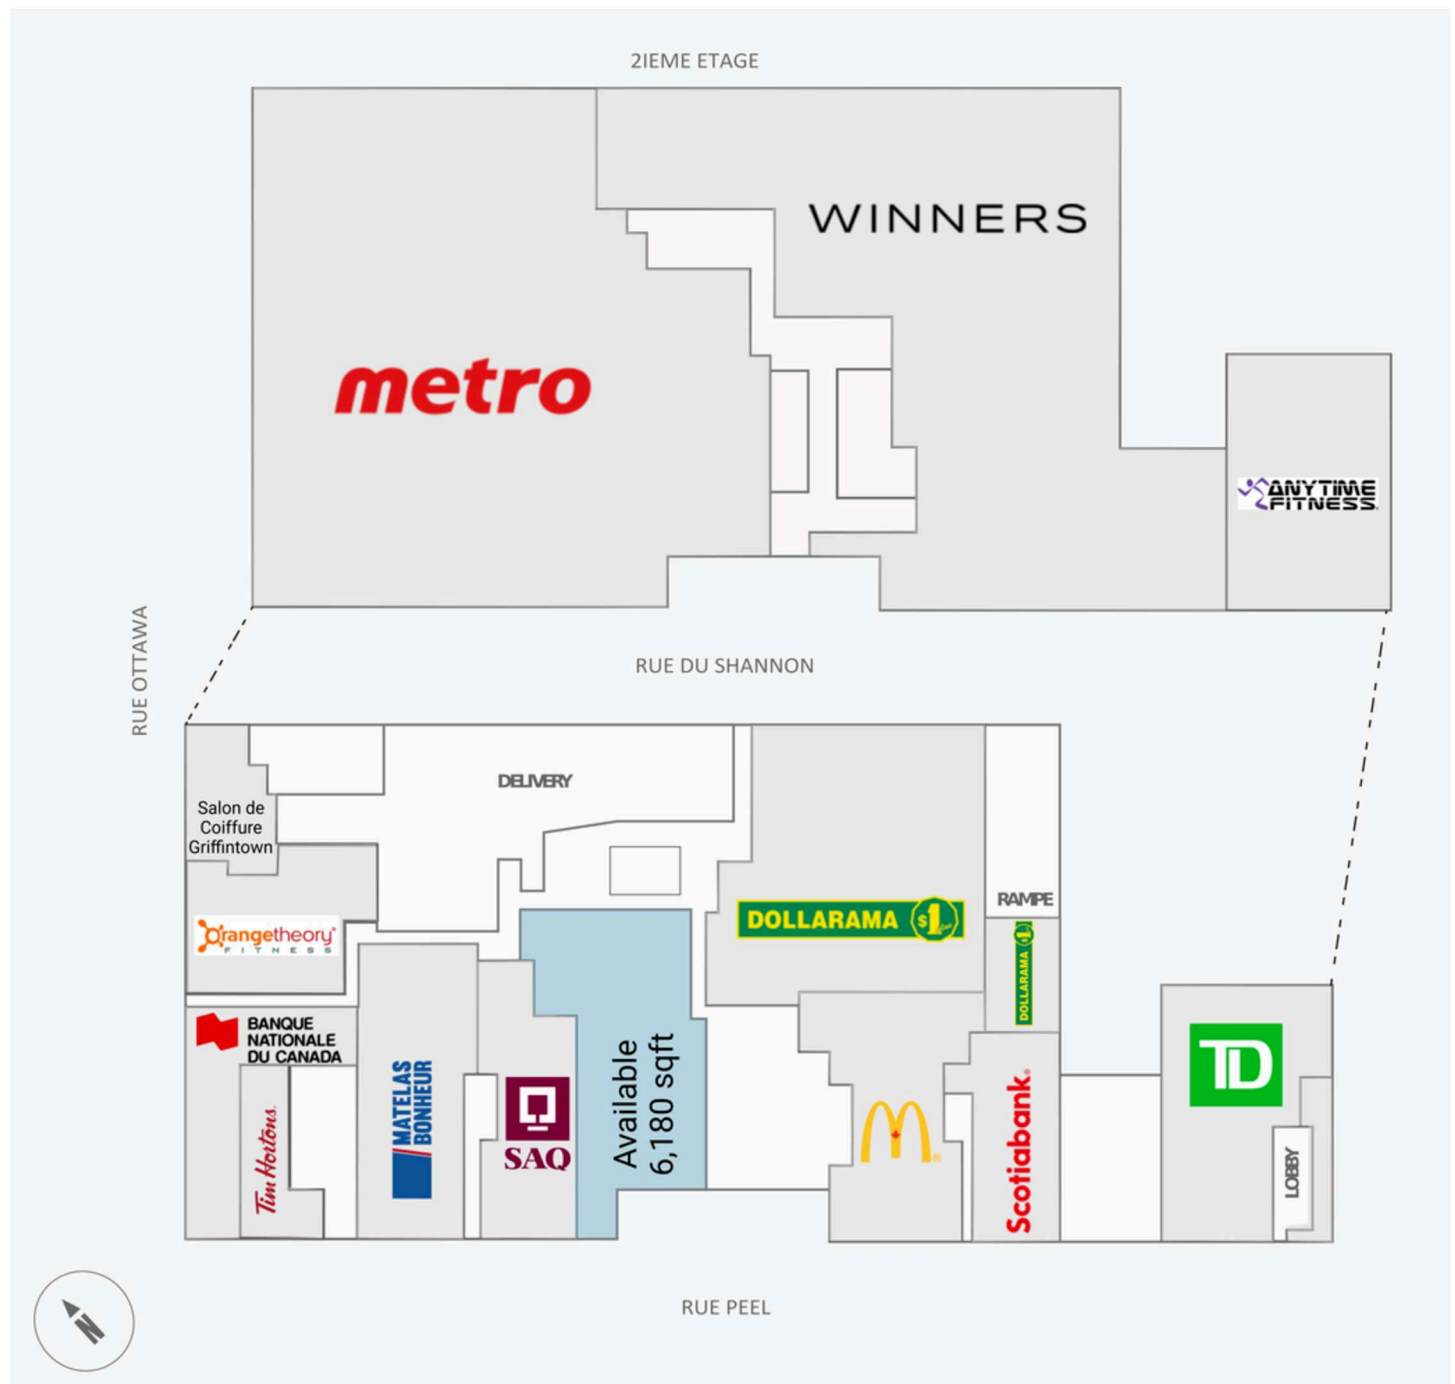 2IEME ETAGE
WINNERS
metro
ANYTIME
FITNESS
RUE OTTAWA
RUE DU SHANNON
DELIVERY
Salon de
Coiffure
Griffintown
RAMPE
DOLLARAMA $1
orangetheory®
FITNESS
DOLLARAMA $1
BANQUE
NATIONALE
DU CANADA
TD
MATELAS
BONHEUR
Available
6,180 sqft
Tim Hortons.
SAQ
Scotiabank®
LOBBY
RUE PEEL
N